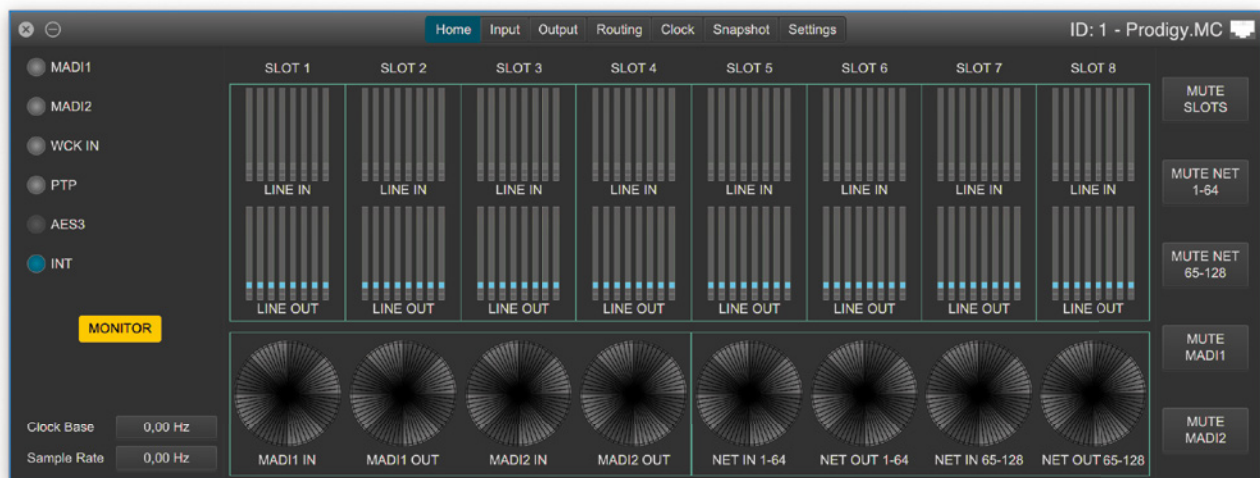 Home Input Output Routing Clock Snapshot Settings
ID: 1 - Prodigy.MC
MADI1
MADI2
WCK IN
PTP
AES3
INT
MONITOR
Clock Base 0,00 Hz
Sample Rate 0,00 Hz
SLOT 1 SLOT 2 SLOT 3 SLOT 4 SLOT 5 SLOT 6 SLOT 7 SLOT 8
LINE IN LINE IN LINE IN LINE IN LINE IN LINE IN LINE IN LINE IN
LINE OUT LINE OUT LINE OUT LINE OUT LINE OUT LINE OUT LINE OUT LINE OUT
MADI1 IN MADI1 OUT MADI2 IN MADI2 OUT NET IN 1-64 NET OUT 1-64 NET IN 65-128 NET OUT 65-128
MUTE
SLOTS
MUTE NET
1-64
MUTE NET
65-128
MUTE
MADI1
MUTE
MADI2